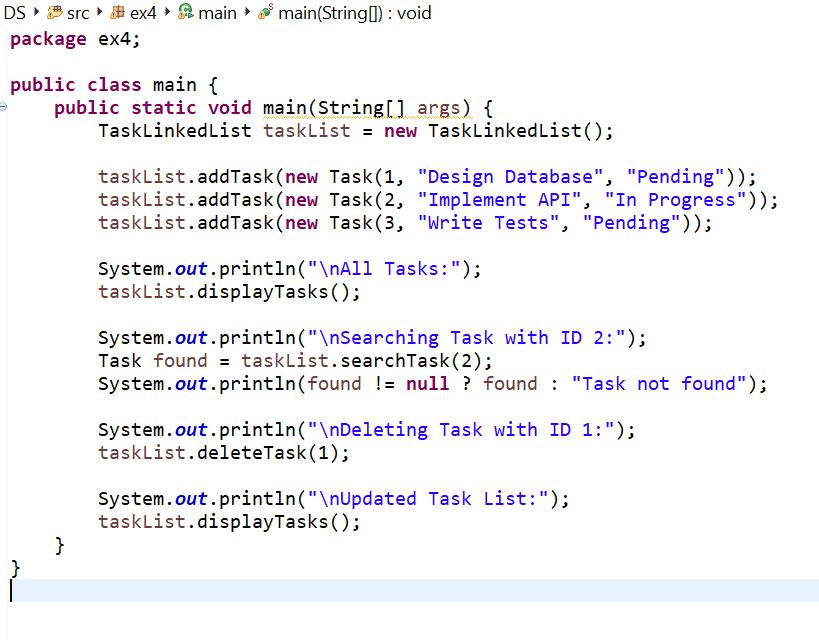 DS src ex4 main main(String[]) : void
package ex4;
public class main {
    public static void main(String[] args) {
        TaskLinkedList taskList = new TaskLinkedList();
        taskList.addTask(new Task(1, "Design Database", "Pending"));
        taskList.addTask(new Task(2, "Implement API", "In Progress"));
        taskList.addTask(new Task(3, "Write Tests", "Pending"));
        System.out.println("\nAll Tasks:");
        taskList.displayTasks();
        System.out.println("\nSearching Task with ID 2:");
        Task found = taskList.searchTask(2);
        System.out.println(found != null ? found : "Task not found");
        System.out.println("\nDeleting Task with ID 1:");
        taskList.deleteTask(1);
        System.out.println("\nUpdated Task List:");
        taskList.displayTasks();
    }
}